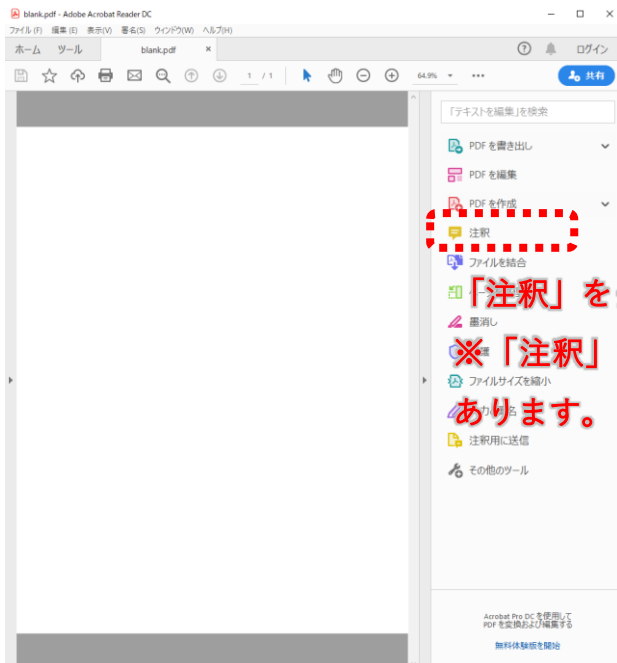 blank.pdf - Adobe Acrobat Reader DC
ファイル(F) 編集(E) 表示(V) 署名(S) ウィンドウ(W) ヘルプ(H)
ホーム ツール blank.pdf × ログイン
1 / 1 64.9% 共有
「テキストを編集」を検索
PDF を書き出し
PDF を編集
PDF を作成
注釈
ファイルを結合
「注釈」を
墨消し
※「注釈」
ファイルサイズを縮小
あります。
注釈用に送信
その他のツール
Acrobat Pro DC を使用して
PDF を変換および編集する
無料体験版を開始